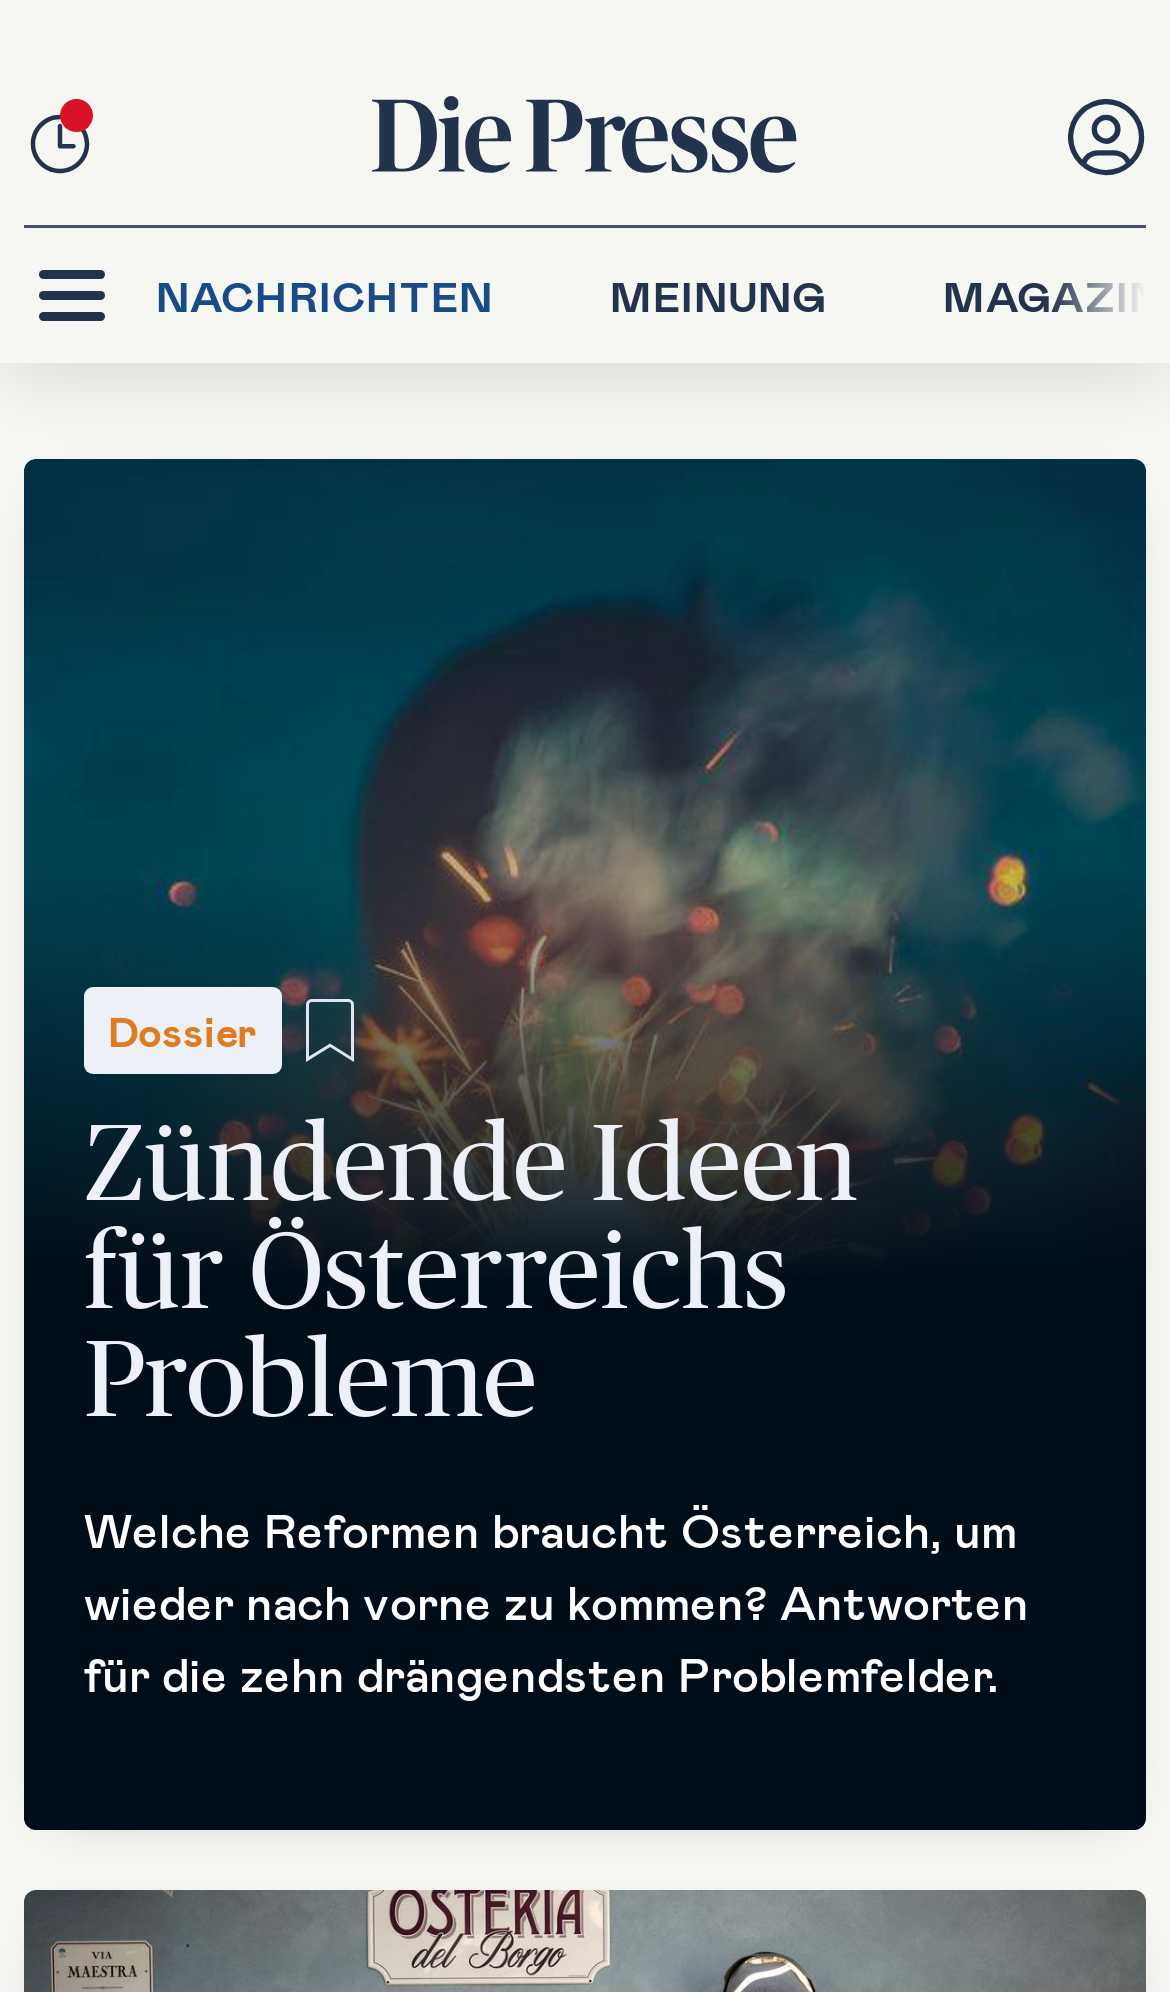 Die Presse
NACHRICHTEN MEINUNG MAGAZIN
Dossier
Zündende Ideen
für Österreichs
Probleme
Welche Reformen braucht Österreich, um
wieder nach vorne zu kommen? Antworten
für die zehn drängendsten Problemfelder.
OSTERIA
del Borgo
VIA
MAESTRA